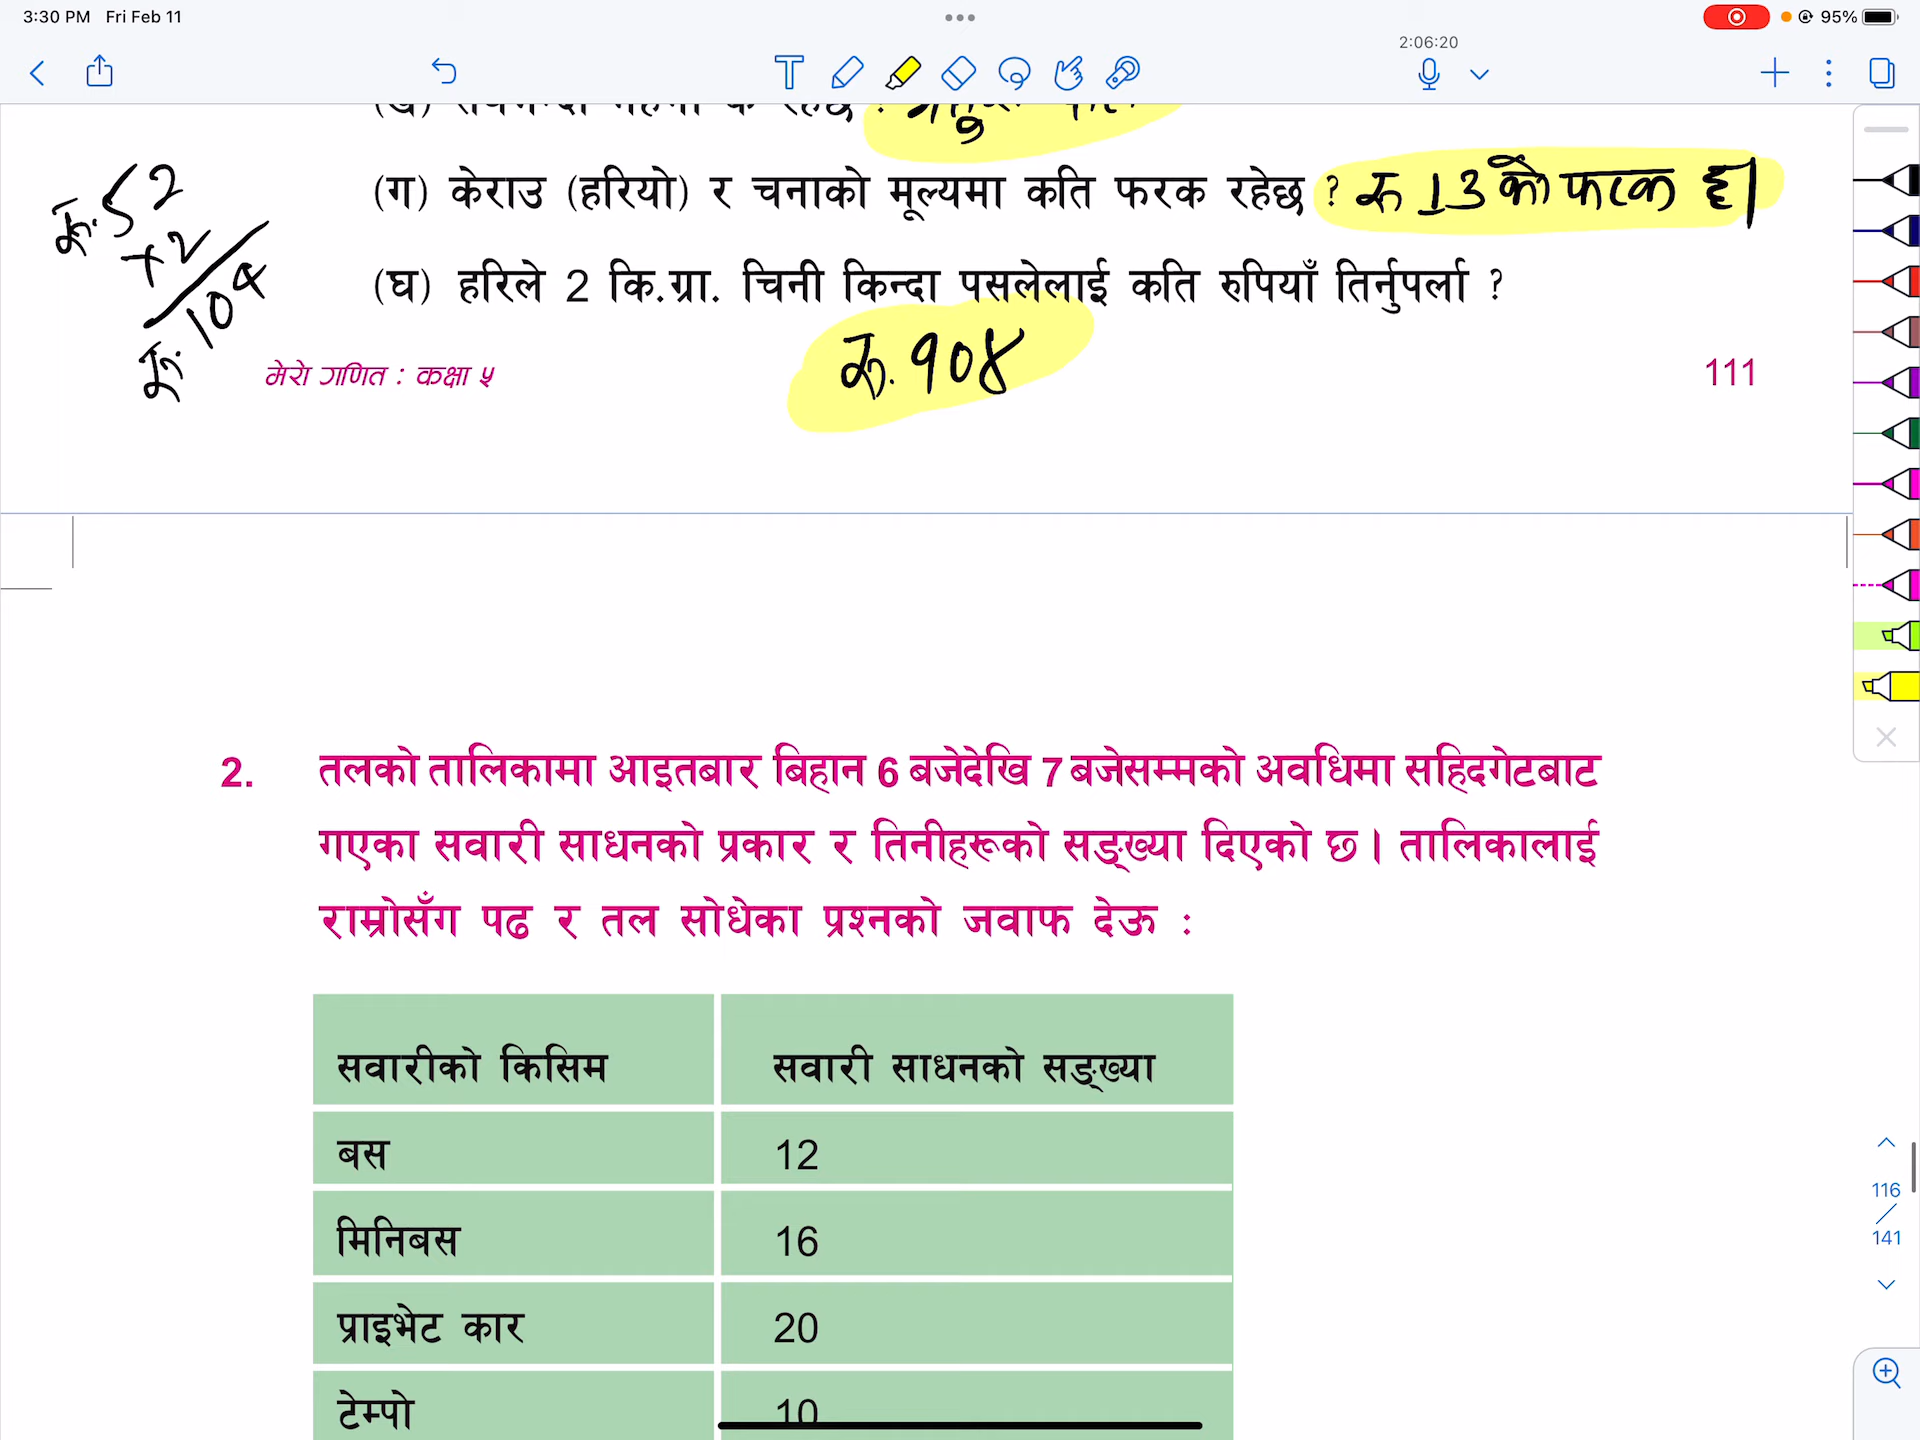 3:30 PM Fri Feb 11
95%
2:06:20
(ग) केराउ (हरियो) र चनाको मूल्यमा कति फरक रहेछ ? रु 13 को फरक छ।
रु. 52
+2
रु. 104
(घ) हरिले 2 कि.ग्रा. चिनी किन्दा पसलेलाई कति रुपियाँ तिर्नुपर्ला ?
रु. १०४
मेरो गणित : कक्षा ५
111
2. तलको तालिकामा आइतबार बिहान 6 बजेदेखि 7 बजेसम्मको अवधिमा सहिदगेटबाट
गएका सवारी साधनको प्रकार र तिनीहरूको सङ्ख्या दिएको छ। तालिकालाई
राम्रोसँग पढ र तल सोधेका प्रश्नको जवाफ देऊ :
सवारीको किसिम सवारी साधनको सङ्ख्या
बस 12
मिनिबस 16
प्राइभेट कार 20
टेम्पो 10
116
/
141